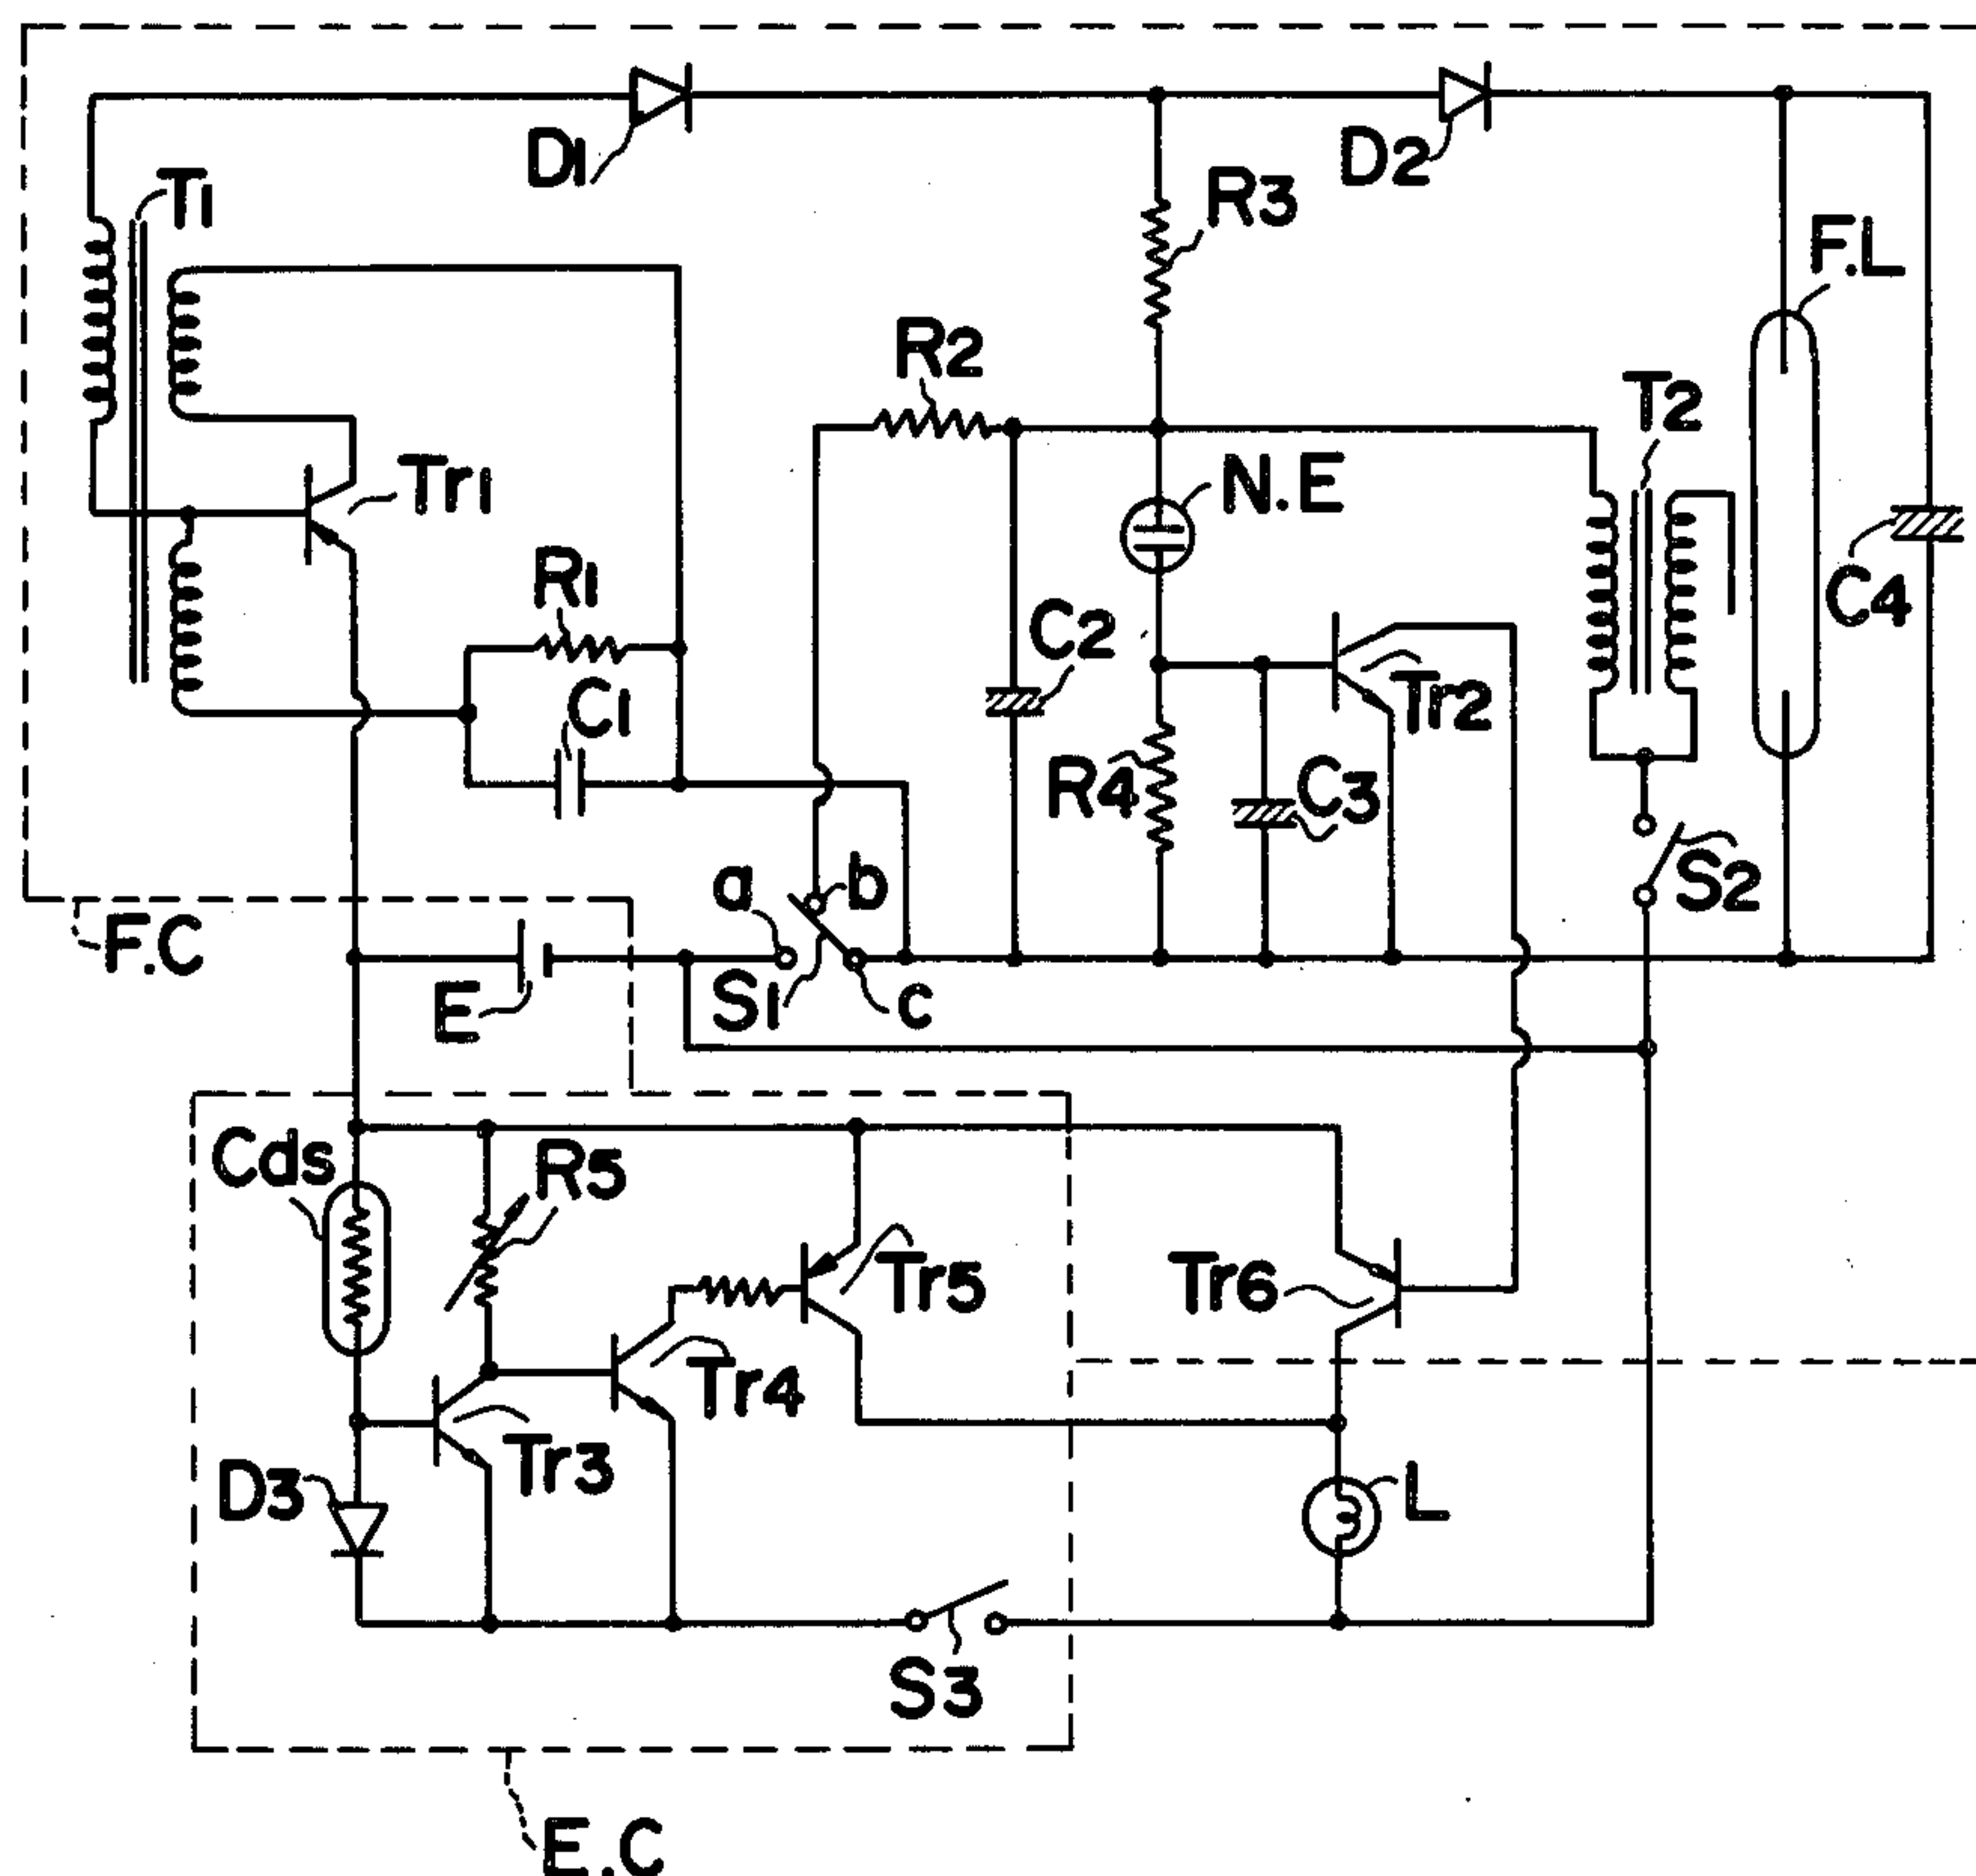 D1
D2
T1
R3
F.L
R2
T2
Tr1
N.E
R1
C4
C2
C1
Tr2
R4
C3
a
b
S2
F.C
E
S1
c
Cds
R5
Tr5
Tr6
Tr4
Tr3
D3
L
S3
E.C